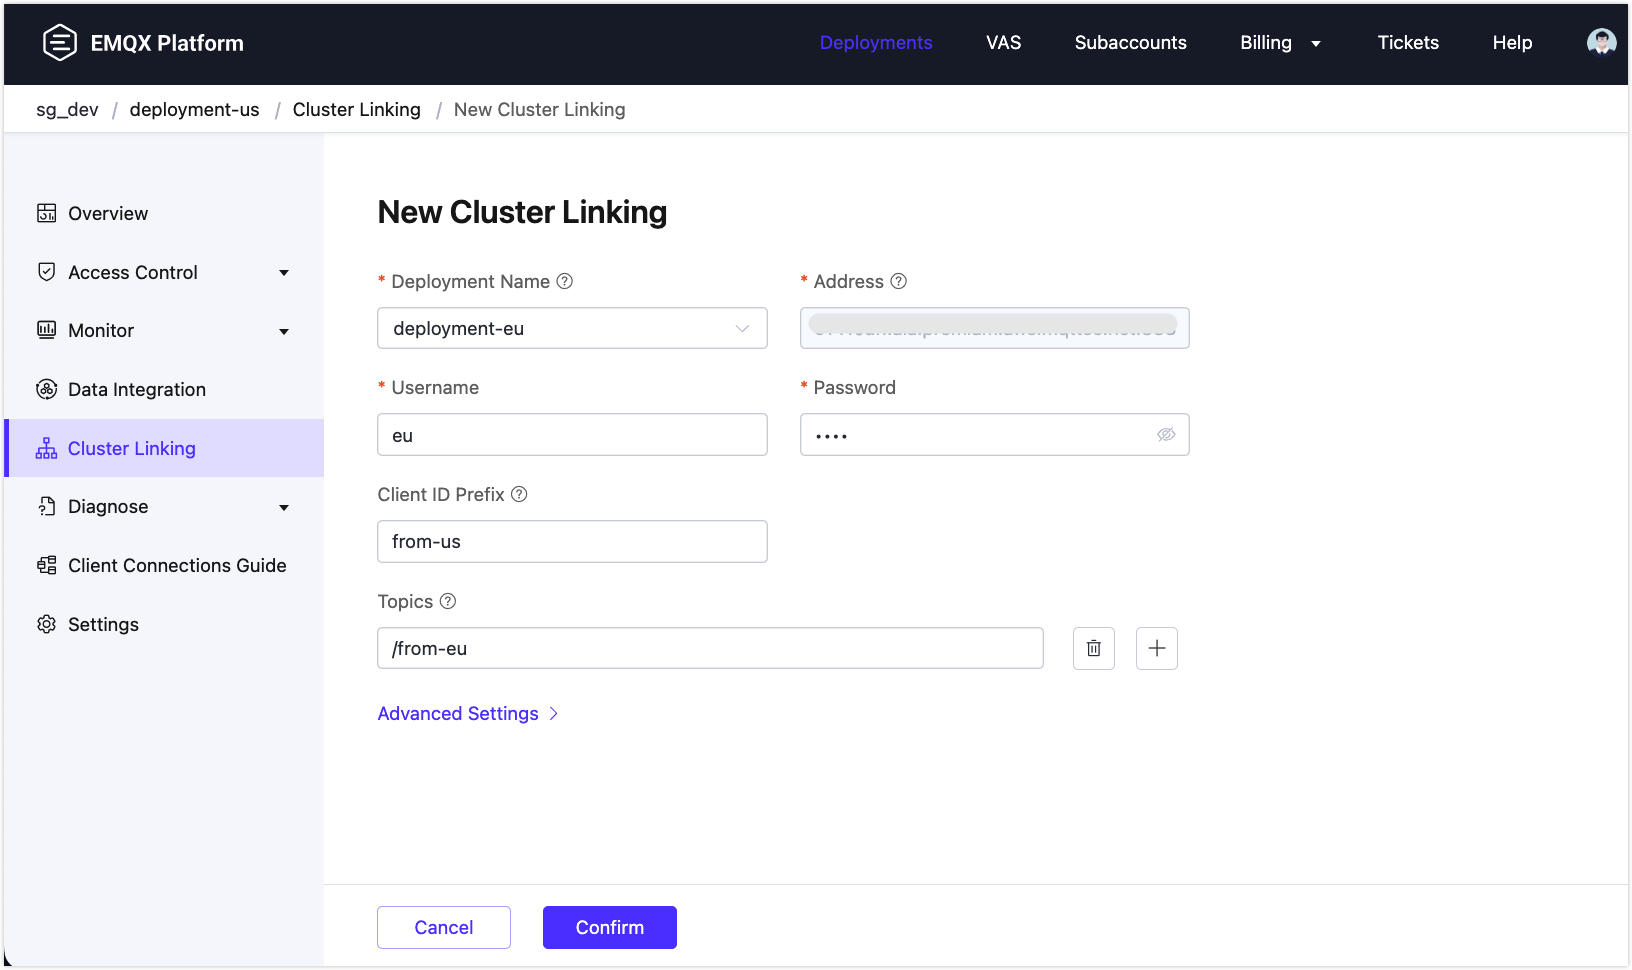 EMQX Platform
Deployments VAS Subaccounts Billing Tickets Help
sg_dev / deployment-us / Cluster Linking / New Cluster Linking
Overview
Access Control
Monitor
Data Integration
Cluster Linking
Diagnose
Client Connections Guide
Settings
New Cluster Linking
* Deployment Name ?
deployment-eu
* Address ?
* Username
eu
* Password
••••
Client ID Prefix ?
from-us
Topics ?
/from-eu
Advanced Settings >
Cancel
Confirm